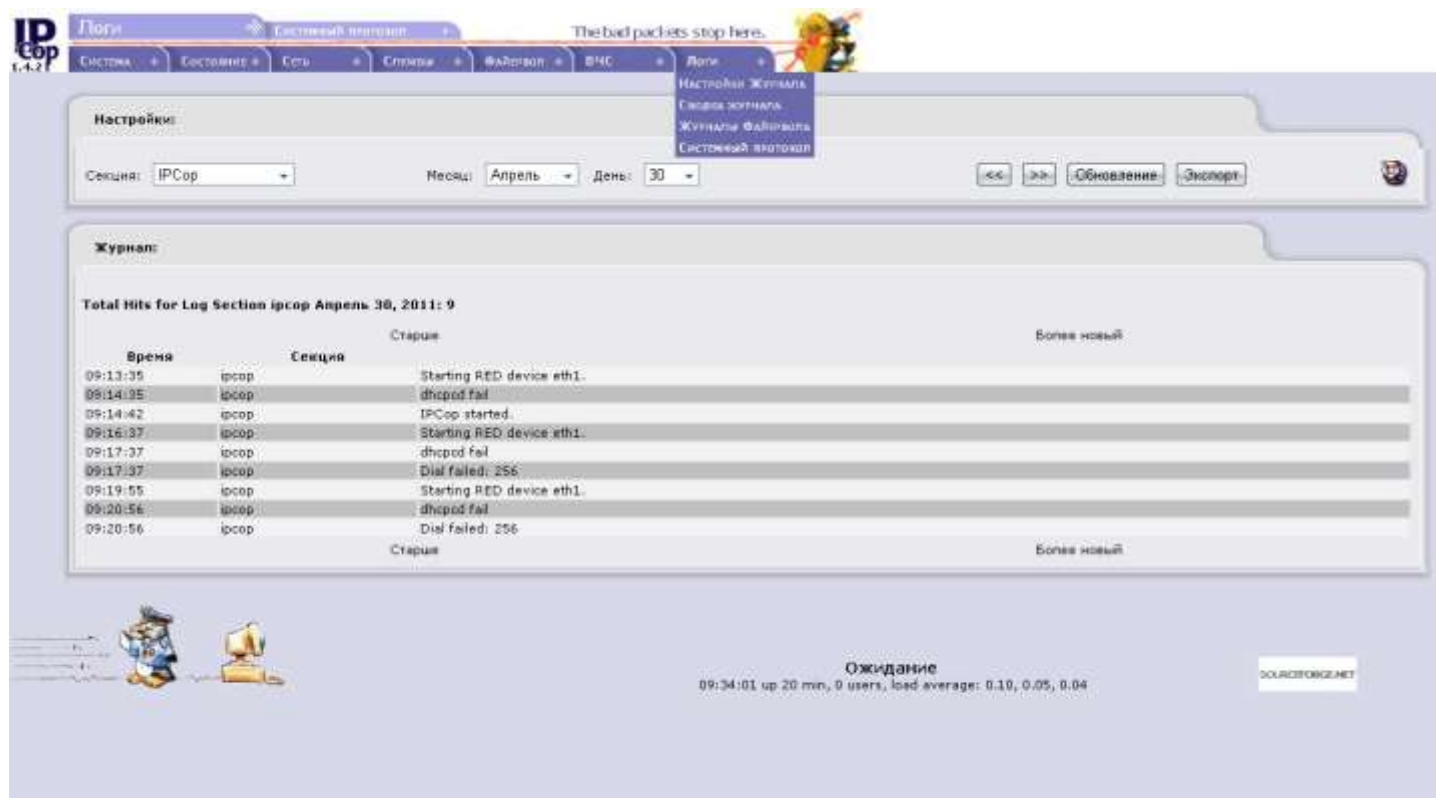 IP
Cop
Логи
Системный протокол
The bad packets stop here.
Система
Состояние
Сеть
Службы
Файервол
ВЧС
Логи
Настройки Журнала
Сводка журнала
Журналы Файервола
Системный протокол
Настройки:
Секция: IPCop Месяц: Апрель День: 30 << >> Обновление Экспорт
Журнал:
Total Hits for Log Section ipcop Апрель 30, 2011: 9
Старше Более новый
Время Секция
09:13:35 ipcop Starting RED device eth1.
09:14:35 ipcop dhcpcd fail
09:14:42 ipcop IPCop started.
09:16:37 ipcop Starting RED device eth1.
09:17:37 ipcop dhcpcd fail
09:17:37 ipcop Dial failed: 256
09:19:55 ipcop Starting RED device eth1.
09:20:56 ipcop dhcpcd fail
09:20:56 ipcop Dial failed: 256
Старше Более новый
Ожидание
09:34:01 up 20 min, 0 users, load average: 0.10, 0.05, 0.04
SOURCEFORGE.NET